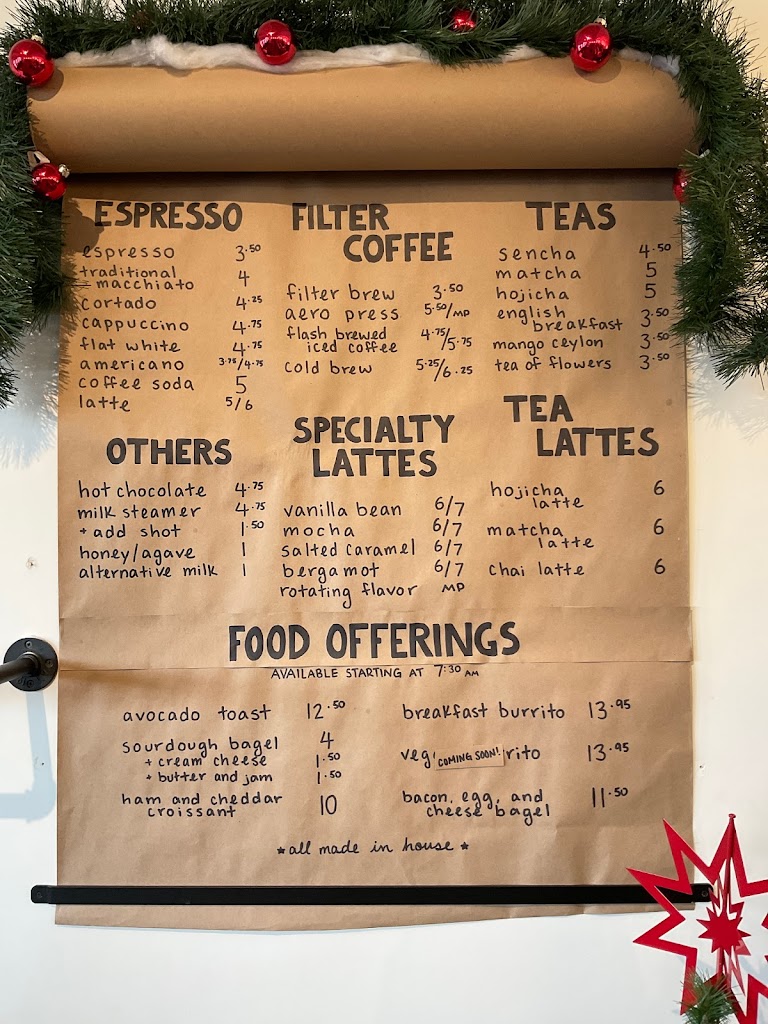 ESPRESSO
espresso 3.50
traditional
macchiato 4
cortado 4.25
cappuccino 4.75
flat white 4.75
americano 3.75/4.75
coffee soda 5
latte 5/6
FILTER
COFFEE
filter brew 3.50
aero press 5.50/MP
flash brewed
iced coffee 4.75/5.75
cold brew 5.25/6.25
TEAS
sencha 4.50
matcha 5
hojicha 5
english
breakfast 3.50
mango ceylon 3.50
tea of flowers 3.50
OTHERS
hot chocolate 4.75
milk steamer 4.75
+ add shot 1.50
honey/agave 1
alternative milk 1
SPECIALTY
LATTES
vanilla bean 6/7
mocha 6/7
salted caramel 6/7
bergamot 6/7
rotating flavor MP
TEA
LATTES
hojicha 6
latte
matcha 6
latte
chai latte 6
FOOD OFFERINGS
AVAILABLE STARTING AT 7:30 AM
avocado toast 12.50
sourdough bagel 4
+ cream cheese 1.50
+ butter and jam 1.50
ham and cheddar
croissant 10
breakfast burrito 13.95
veg COMING SOON! rito 13.95
bacon, egg, and
cheese bagel 11.50
*all made in house*